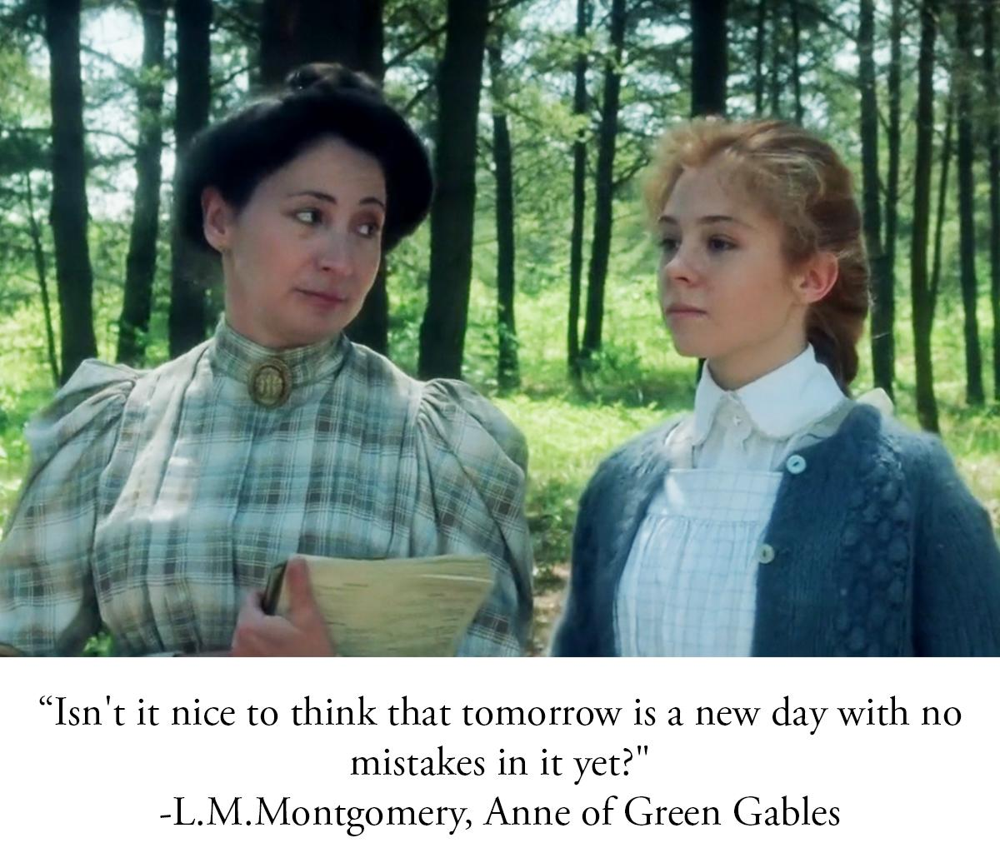 “Isn't it nice to think that tomorrow is a new day with no
mistakes in it yet?"
-L.M.Montgomery, Anne of Green Gables